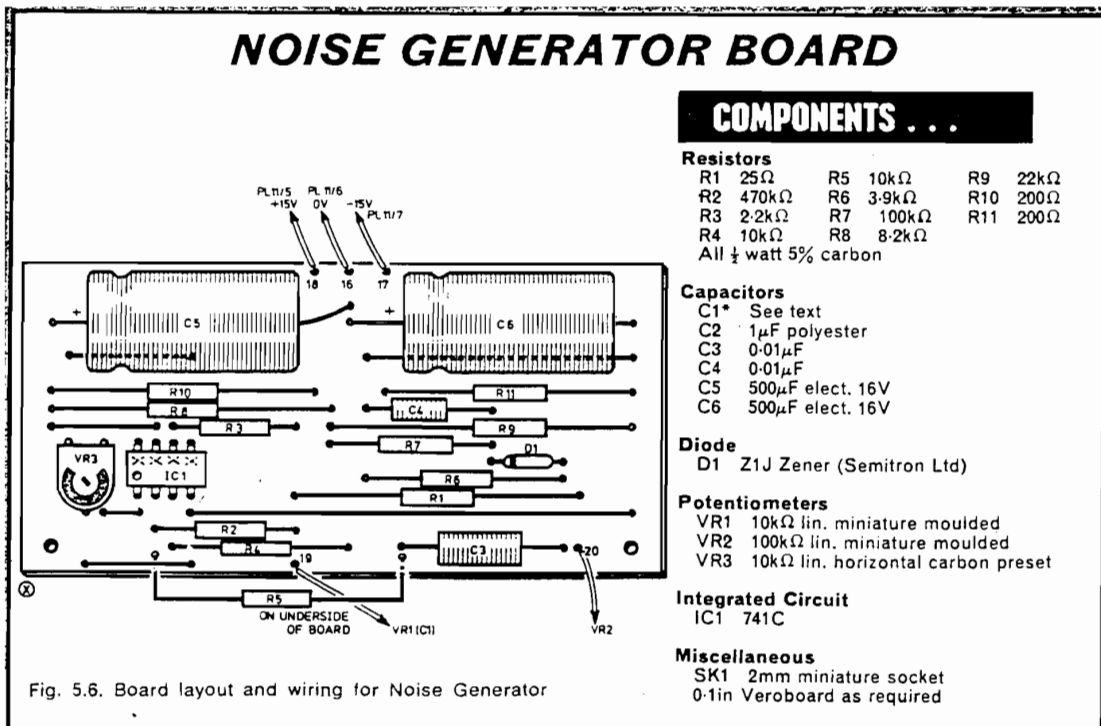 NOISE GENERATOR BOARD
PL 11/5 PL 11/6
+15V 0V -15V
PL 11/7
18 16 17
+ C5
+ C6
R10 R11
R8 C4
R3 R9
R7
VR3 D1
IC1 R6
R1
R2
R4 19 C3 20
R5
ON UNDERSIDE
OF BOARD
VR1 (C1) VR2
Fig. 5.6. Board layout and wiring for Noise Generator
COMPONENTS . . .
Resistors
R1 25Ω R5 10kΩ R9 22kΩ
R2 470kΩ R6 3·9kΩ R10 200Ω
R3 2·2kΩ R7 100kΩ R11 200Ω
R4 10kΩ R8 8·2kΩ
All ½ watt 5% carbon
Capacitors
C1* See text
C2 1μF polyester
C3 0·01μF
C4 0·01μF
C5 500μF elect. 16V
C6 500μF elect. 16V
Diode
D1 Z1J Zener (Semitron Ltd)
Potentiometers
VR1 10kΩ lin. miniature moulded
VR2 100kΩ lin. miniature moulded
VR3 10kΩ lin. horizontal carbon preset
Integrated Circuit
IC1 741C
Miscellaneous
SK1 2mm miniature socket
0·1in Veroboard as required